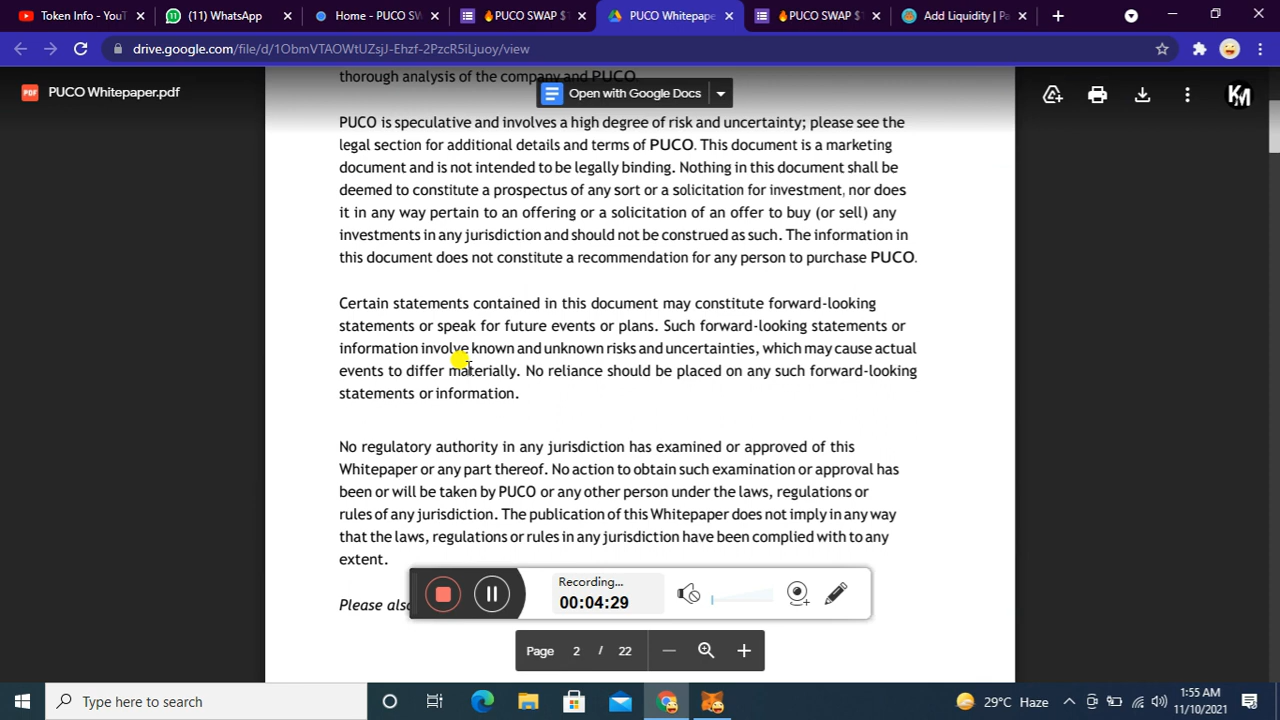 Token Info - YouT
(11) WhatsApp
Home - PUCO SW
🔥PUCO SWAP $1
PUCO Whitepape
🔥PUCO SWAP $1
Add Liquidity | Pa
drive.google.com/file/d/1ObmVTAOWtUZsjJ-Ehzf-2PzcR5iLjuoy/view
PDF
PUCO Whitepaper.pdf
KM
thorough analysis of the company and PUCO.
Open with Google Docs
PUCO is speculative and involves a high degree of risk and uncertainty; please see the
legal section for additional details and terms of PUCO. This document is a marketing
document and is not intended to be legally binding. Nothing in this document shall be
deemed to constitute a prospectus of any sort or a solicitation for investment, nor does
it in any way pertain to an offering or a solicitation of an offer to buy (or sell) any
investments in any jurisdiction and should not be construed as such. The information in
this document does not constitute a recommendation for any person to purchase PUCO.
Certain statements contained in this document may constitute forward-looking
statements or speak for future events or plans. Such forward-looking statements or
information involve known and unknown risks and uncertainties, which may cause actual
events to differ materially. No reliance should be placed on any such forward-looking
statements or information.
No regulatory authority in any jurisdiction has examined or approved of this
Whitepaper or any part thereof. No action to obtain such examination or approval has
been or will be taken by PUCO or any other person under the laws, regulations or
rules of any jurisdiction. The publication of this Whitepaper does not imply in any way
that the laws, regulations or rules in any jurisdiction have been complied with to any
extent.
Please also
Recording...
00:04:29
Page 2 / 22
Type here to search
29°C Haze
1:55 AM
11/10/2021